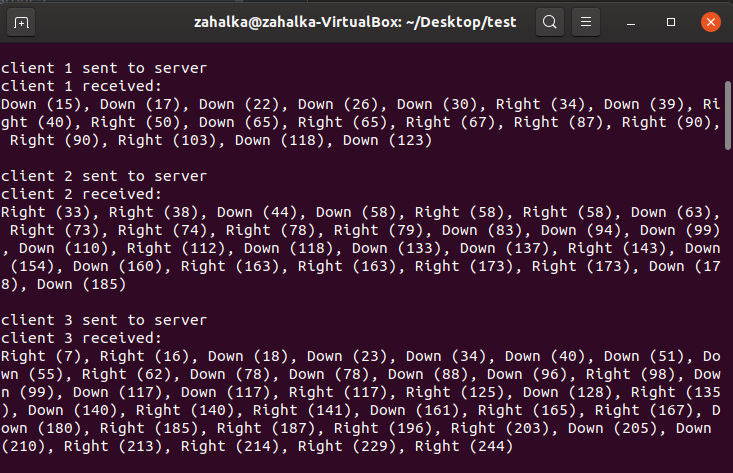 zahalka@zahalka-VirtualBox: ~/Desktop/test
client 1 sent to server
client 1 received:
Down (15), Down (17), Down (22), Down (26), Down (30), Right (34), Down (39), Ri
ght (40), Right (50), Down (65), Right (65), Right (67), Right (87), Right (90),
 Right (90), Right (103), Down (118), Down (123)
client 2 sent to server
client 2 received:
Right (33), Right (38), Down (44), Down (58), Right (58), Right (58), Down (63),
 Right (73), Right (74), Right (78), Right (79), Down (83), Down (94), Down (99)
, Down (110), Right (112), Down (118), Down (133), Down (137), Right (143), Down
 (154), Down (160), Right (163), Right (163), Right (173), Right (173), Down (17
8), Down (185)
client 3 sent to server
client 3 received:
Right (7), Right (16), Down (18), Down (23), Down (34), Down (40), Down (51), Do
wn (55), Right (62), Down (78), Down (78), Down (88), Down (96), Right (98), Dow
n (99), Down (117), Down (117), Right (117), Right (125), Down (128), Right (135
), Down (140), Right (140), Right (141), Down (161), Right (165), Right (167), D
own (180), Right (185), Right (187), Right (196), Right (203), Down (205), Down
(210), Right (213), Right (214), Right (229), Right (244)